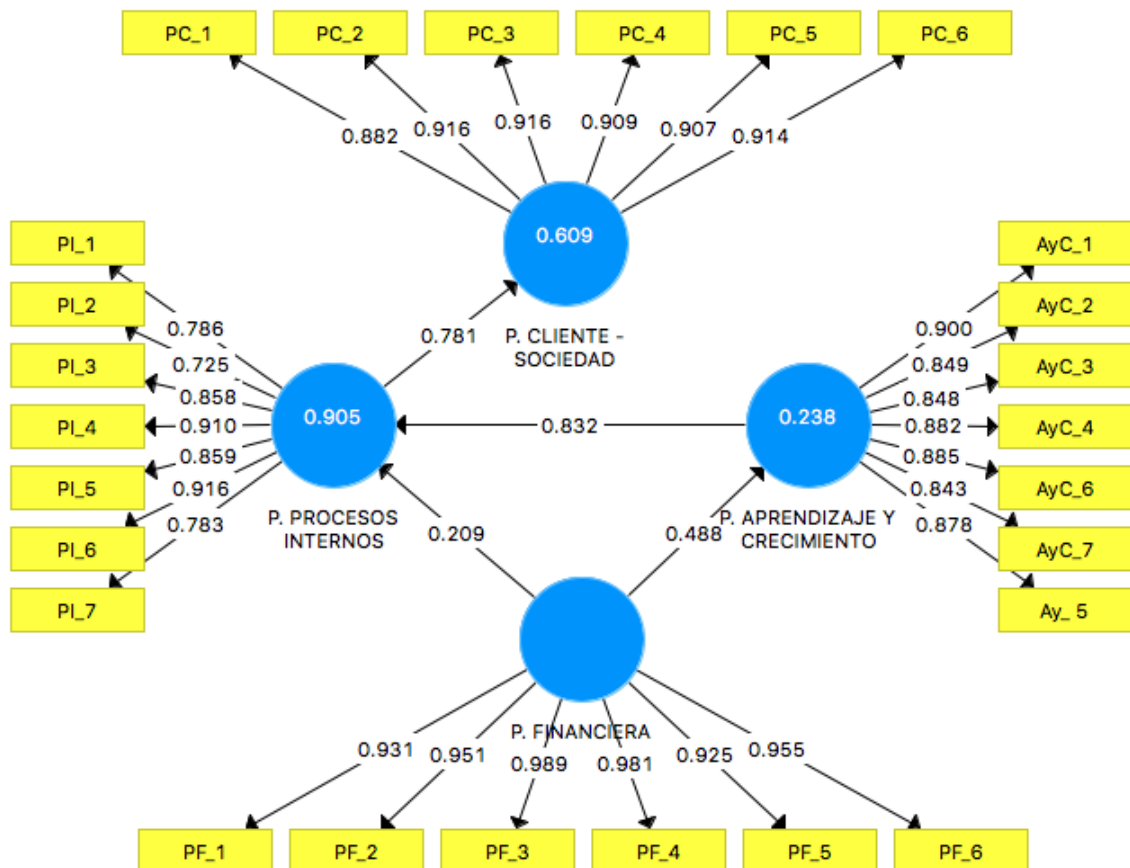 PC_1 PC_2 PC_3 PC_4 PC_5 PC_6
0.882 0.916 0.916 0.909 0.907 0.914
0.609
P. CLIENTE -
SOCIEDAD
0.781
PI_1
PI_2
PI_3
PI_4
PI_5
PI_6
PI_7
0.786
0.725
0.858
0.910
0.859
0.916
0.783
0.905
P. PROCESOS
INTERNOS
0.832
0.238
P. APRENDIZAJE Y
CRECIMIENTO
0.900
0.849
0.848
0.882
0.885
0.843
0.878
AyC_1
AyC_2
AyC_3
AyC_4
AyC_6
AyC_7
Ay_ 5
0.209
0.488
P. FINANCIERA
0.931 0.951 0.989 0.981 0.925 0.955
PF_1 PF_2 PF_3 PF_4 PF_5 PF_6